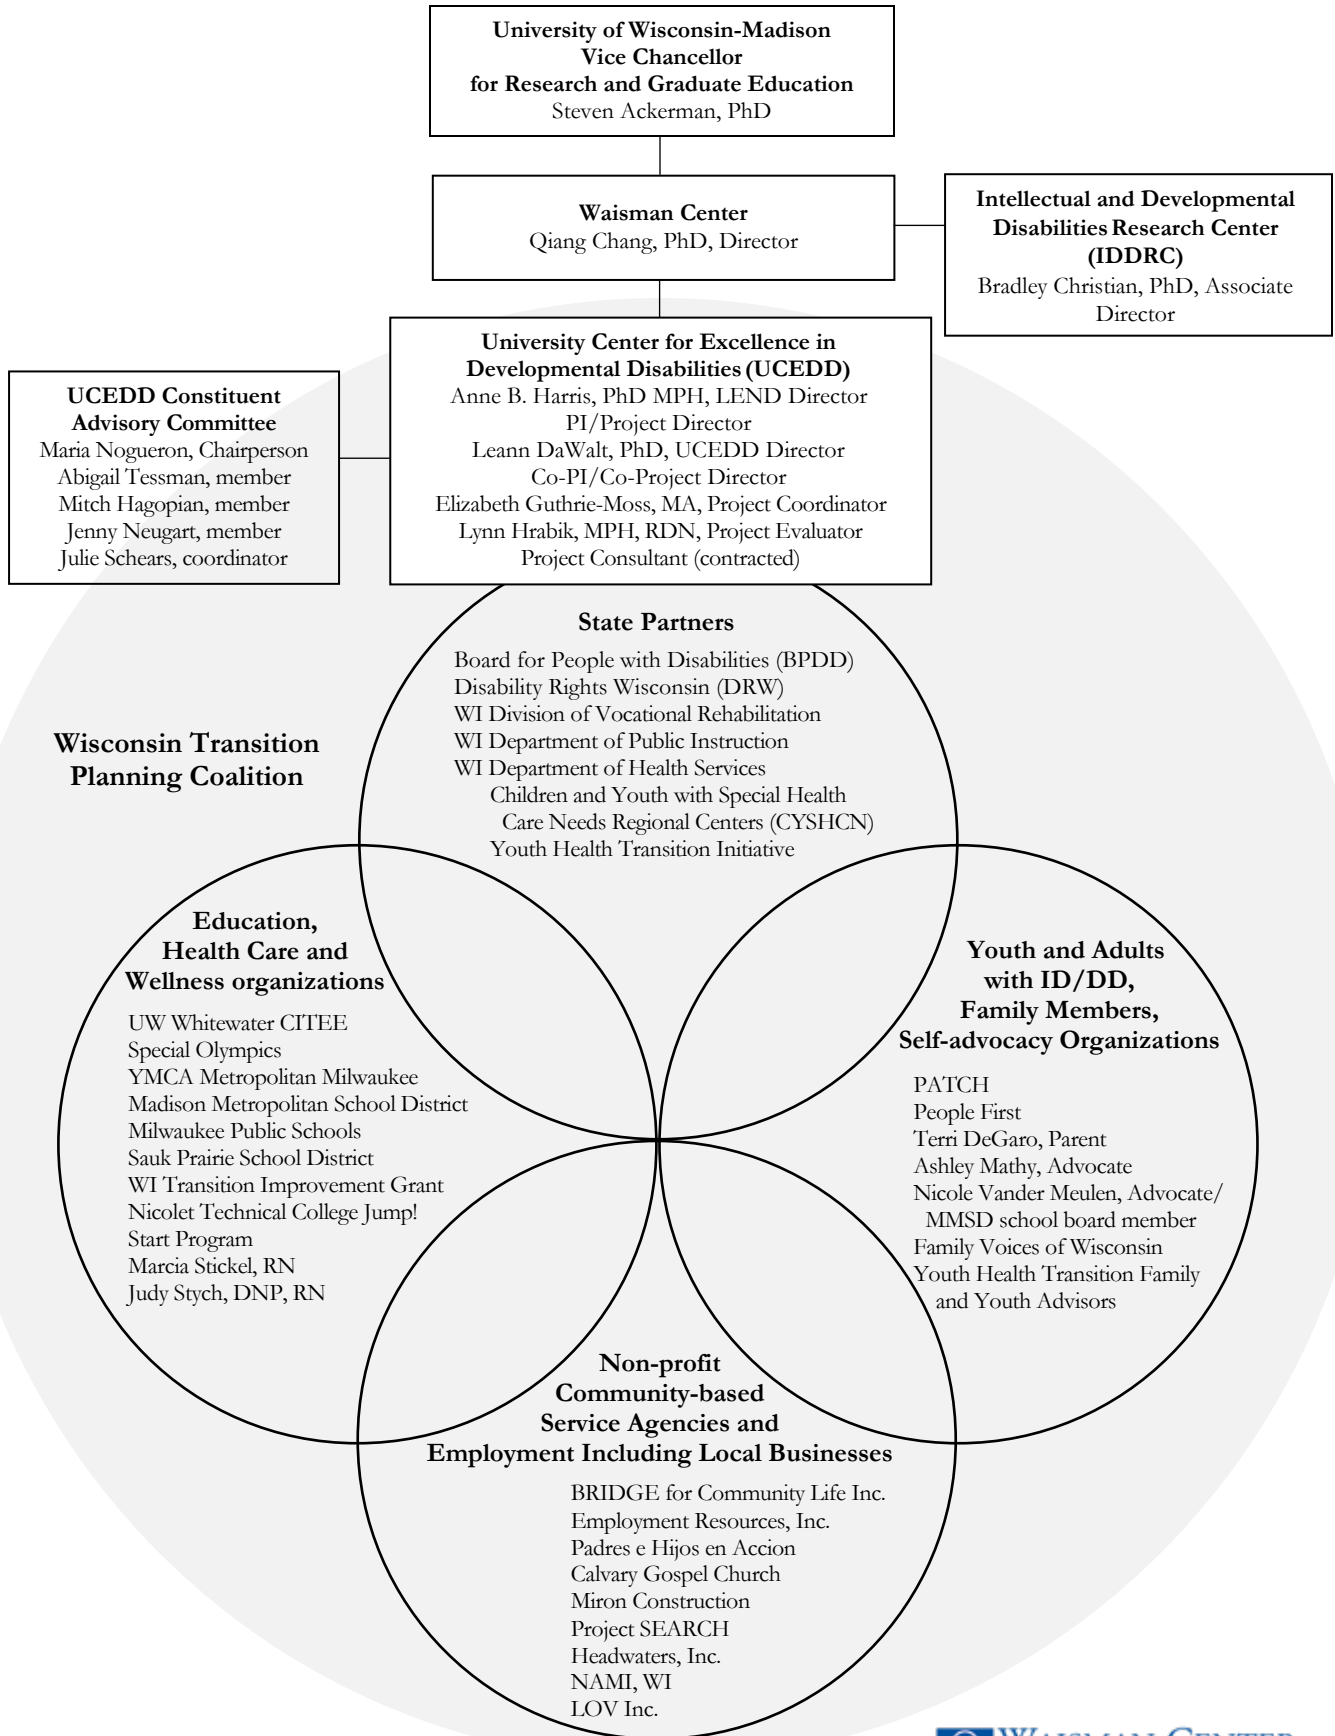 University of Wisconsin-Madison
Vice Chancellor
for Research and Graduate Education
Steven Ackerman, PhD
Waisman Center
Qiang Chang, PhD, Director
Intellectual and Developmental
Disabilities Research Center
(IDDRC)
Bradley Christian, PhD, Associate
Director
University Center for Excellence in
Developmental Disabilities (UCEDD)
Anne B. Harris, PhD MPH, LEND Director
PI/Project Director
Leann DaWalt, PhD, UCEDD Director
Co-PI/Co-Project Director
Elizabeth Guthrie-Moss, MA, Project Coordinator
Lynn Hrabik, MPH, RDN, Project Evaluator
Project Consultant (contracted)
UCEDD Constituent
Advisory Committee
Maria Nogueron, Chairperson
Abigail Tessman, member
Mitch Hagopian, member
Jenny Neugart, member
Julie Schears, coordinator
State Partners
Board for People with Disabilities (BPDD)
Disability Rights Wisconsin (DRW)
WI Division of Vocational Rehabilitation
WI Department of Public Instruction
WI Department of Health Services
Children and Youth with Special Health
Care Needs Regional Centers (CYSHCN)
Youth Health Transition Initiative
Wisconsin Transition
Planning Coalition
Education,
Health Care and
Wellness organizations
UW Whitewater CITEE
Special Olympics
YMCA Metropolitan Milwaukee
Madison Metropolitan School District
Milwaukee Public Schools
Sauk Prairie School District
WI Transition Improvement Grant
Nicolet Technical College Jump!
Start Program
Marcia Stickel, RN
Judy Stych, DNP, RN
Youth and Adults
with ID/DD,
Family Members,
Self-advocacy Organizations
PATCH
People First
Terri DeGaro, Parent
Ashley Mathy, Advocate
Nicole Vander Meulen, Advocate/
MMSD school board member
Family Voices of Wisconsin
Youth Health Transition Family
and Youth Advisors
Non-profit
Community-based
Service Agencies and
Employment Including Local Businesses
BRIDGE for Community Life Inc.
Employment Resources, Inc.
Padres e Hijos en Accion
Calvary Gospel Church
Miron Construction
Project SEARCH
Headwaters, Inc.
NAMI, WI
LOV Inc.
WAISMAN CENTER